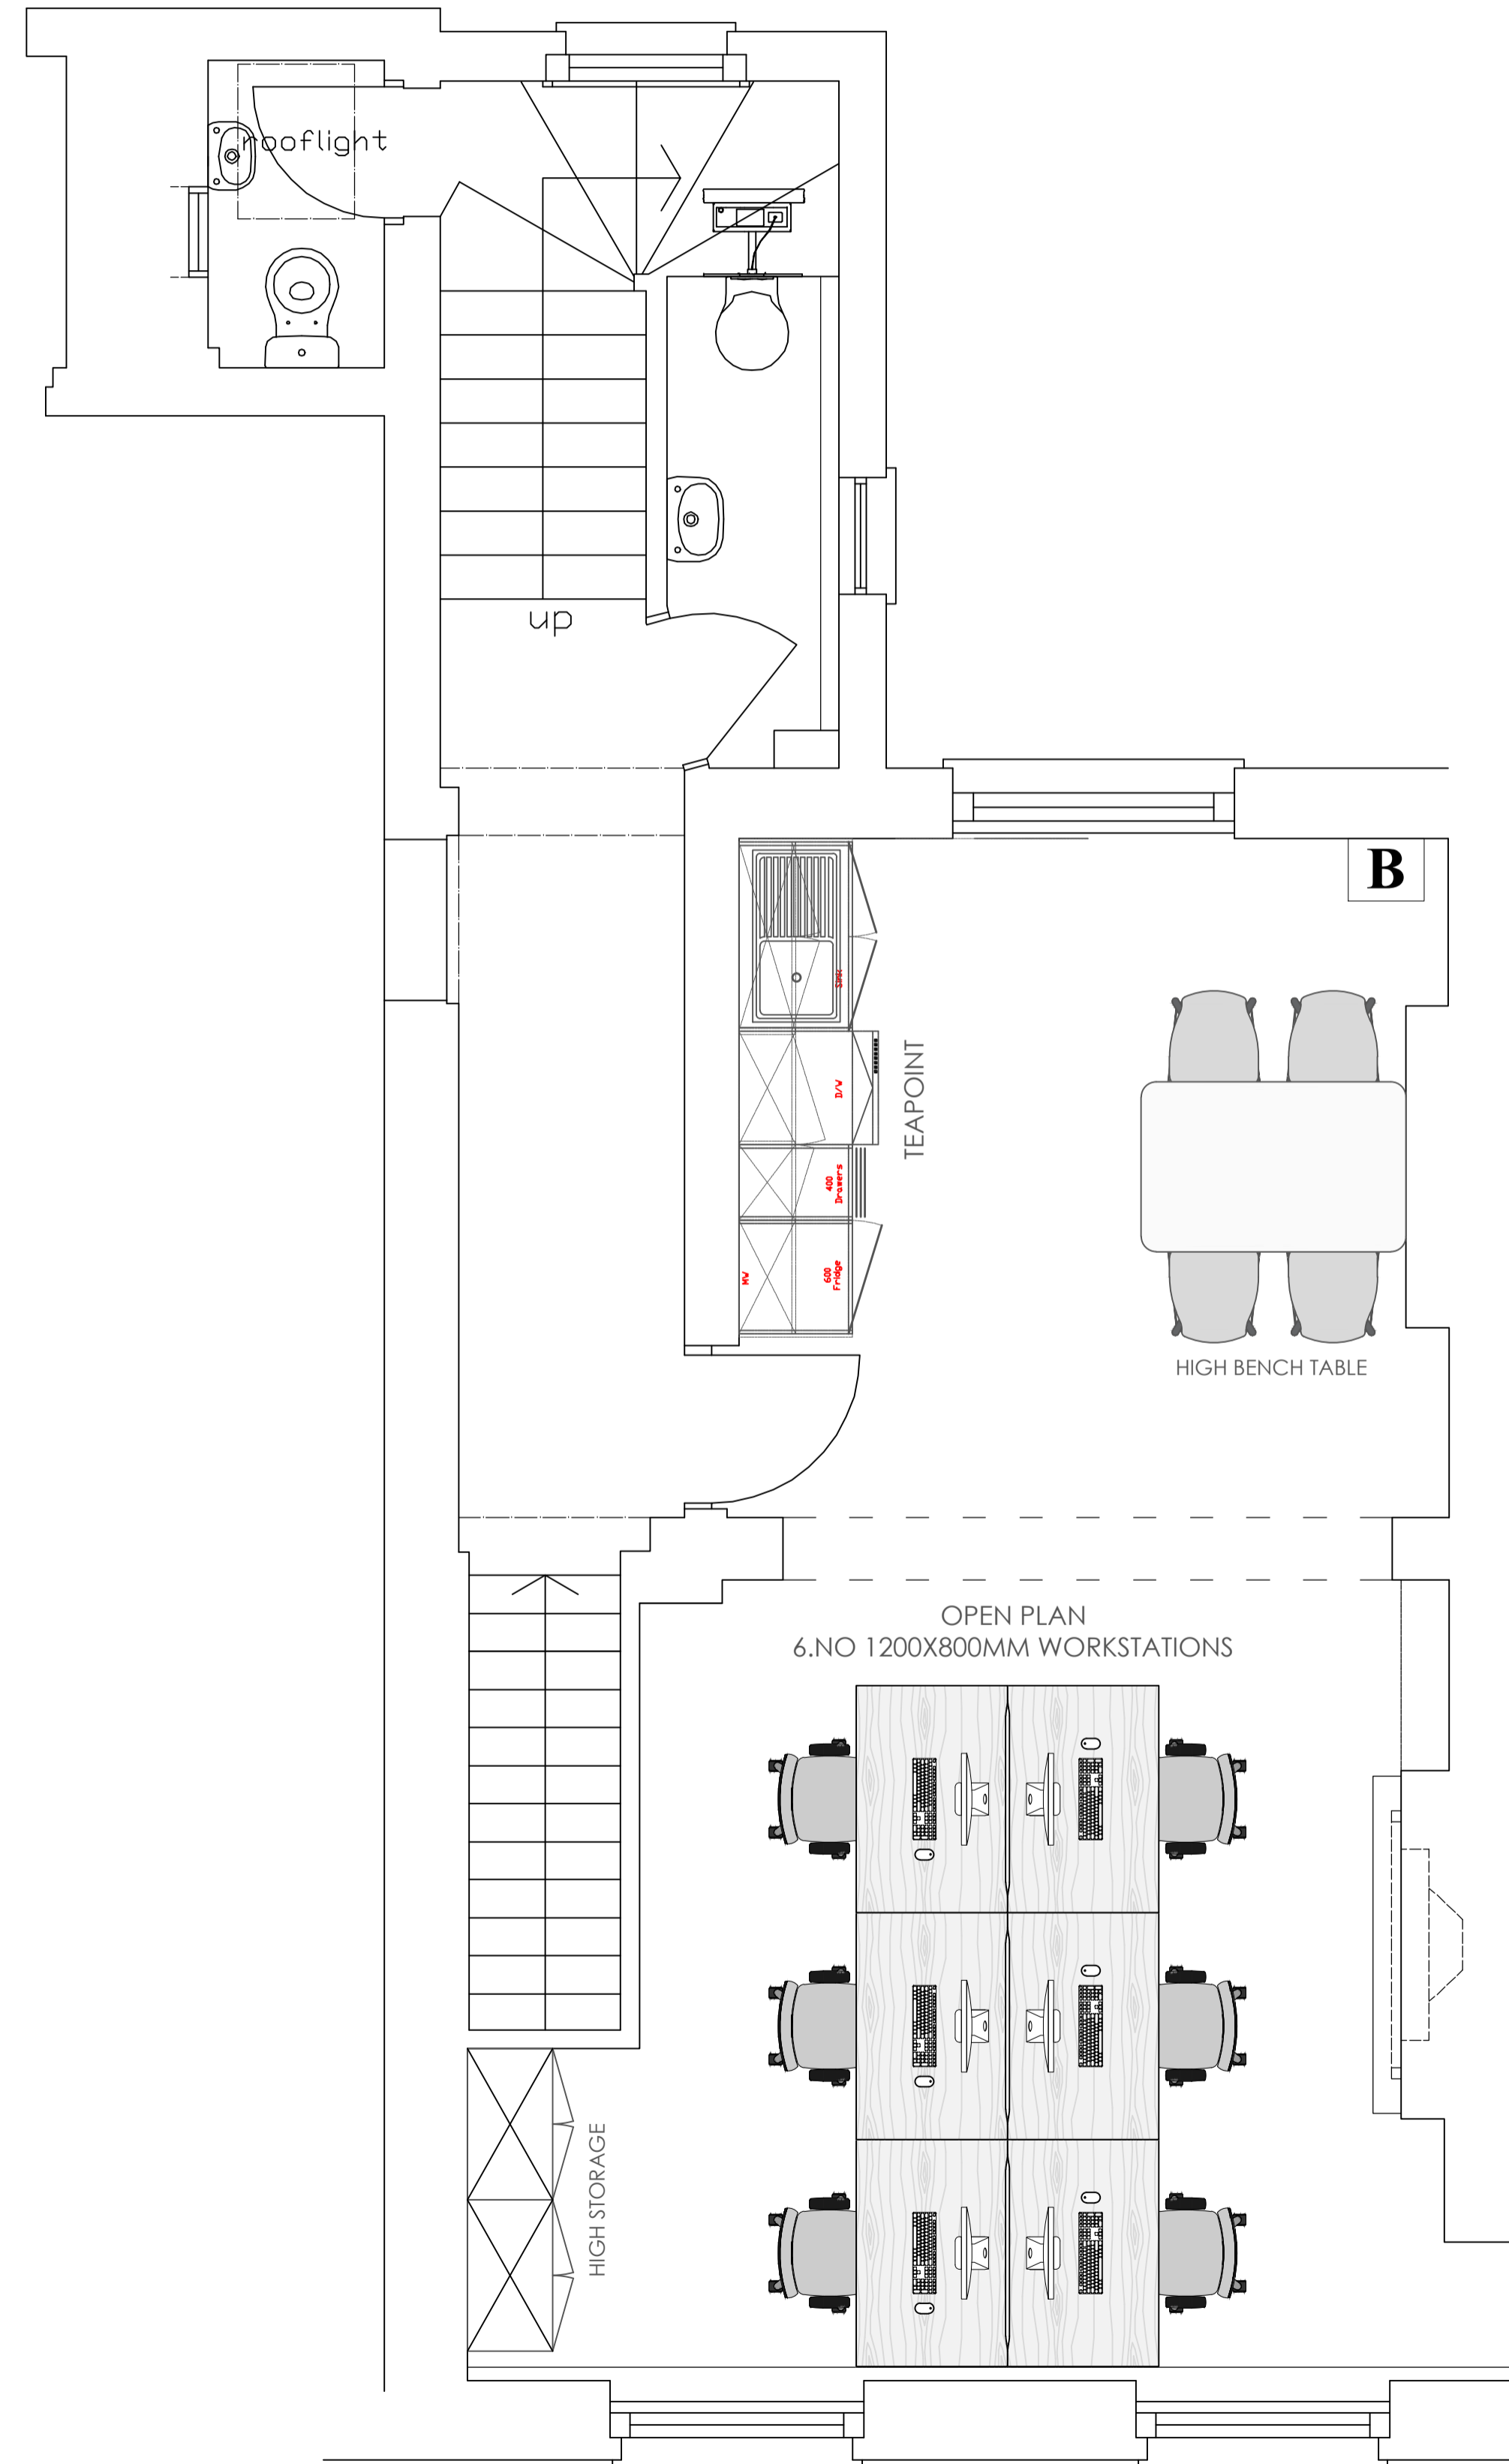 rooflight
up
B
Sink
D/W
TEAPOINT
400
Drawers
MW
600
Fridge
HIGH BENCH TABLE
OPEN PLAN
6.NO 1200X800MM WORKSTATIONS
HIGH STORAGE